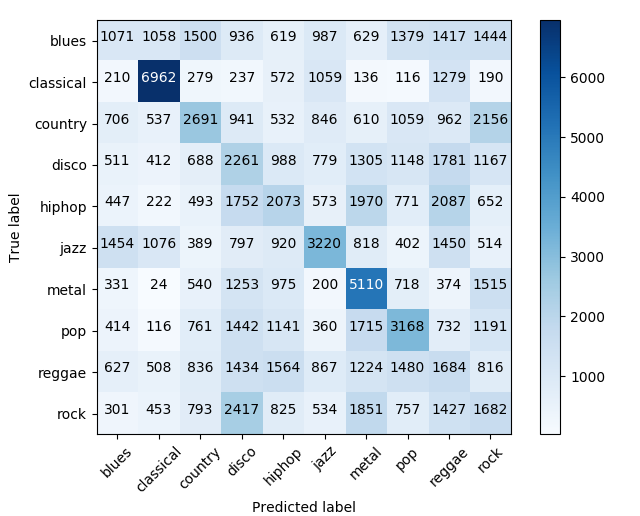 blues 1071 1058 1500 936 619 987 629 1379 1417 1444
classical 210 6962 279 237 572 1059 136 116 1279 190
country 706 537 2691 941 532 846 610 1059 962 2156
disco 511 412 688 2261 988 779 1305 1148 1781 1167
hiphop 447 222 493 1752 2073 573 1970 771 2087 652
jazz 1454 1076 389 797 920 3220 818 402 1450 514
metal 331 24 540 1253 975 200 5110 718 374 1515
pop 414 116 761 1442 1141 360 1715 3168 732 1191
reggae 627 508 836 1434 1564 867 1224 1480 1684 816
rock 301 453 793 2417 825 534 1851 757 1427 1682
blues classical country disco hiphop jazz metal pop reggae rock
Predicted label
True label
6000
5000
4000
3000
2000
1000